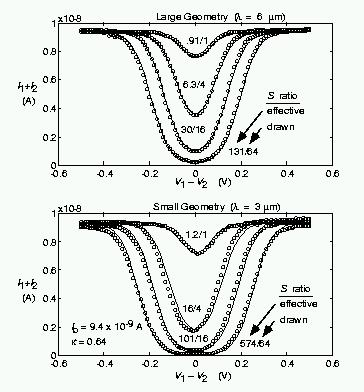 Large Geometry (λ = 6 μm)
x10-8
1
0.8
0.6
0.4
0.2
0
I1+I2
(A)
.91/1
6.3/4
30/16
131/64
S ratio
effective
drawn
-0.6 -0.4 -0.2 0 0.2 0.4 0.6
V1 – V2 (V)
Small Geometry (λ = 3 μm)
x10-8
1
0.8
0.6
0.4
0.2
0
I1+I2
(A)
1.2/1
16/4
101/16
574/64
S ratio
effective
drawn
Ib = 9.4 x 10-9 A
κ = 0.64
-0.6 -0.4 -0.2 0 0.2 0.4 0.6
V1 – V2 (V)